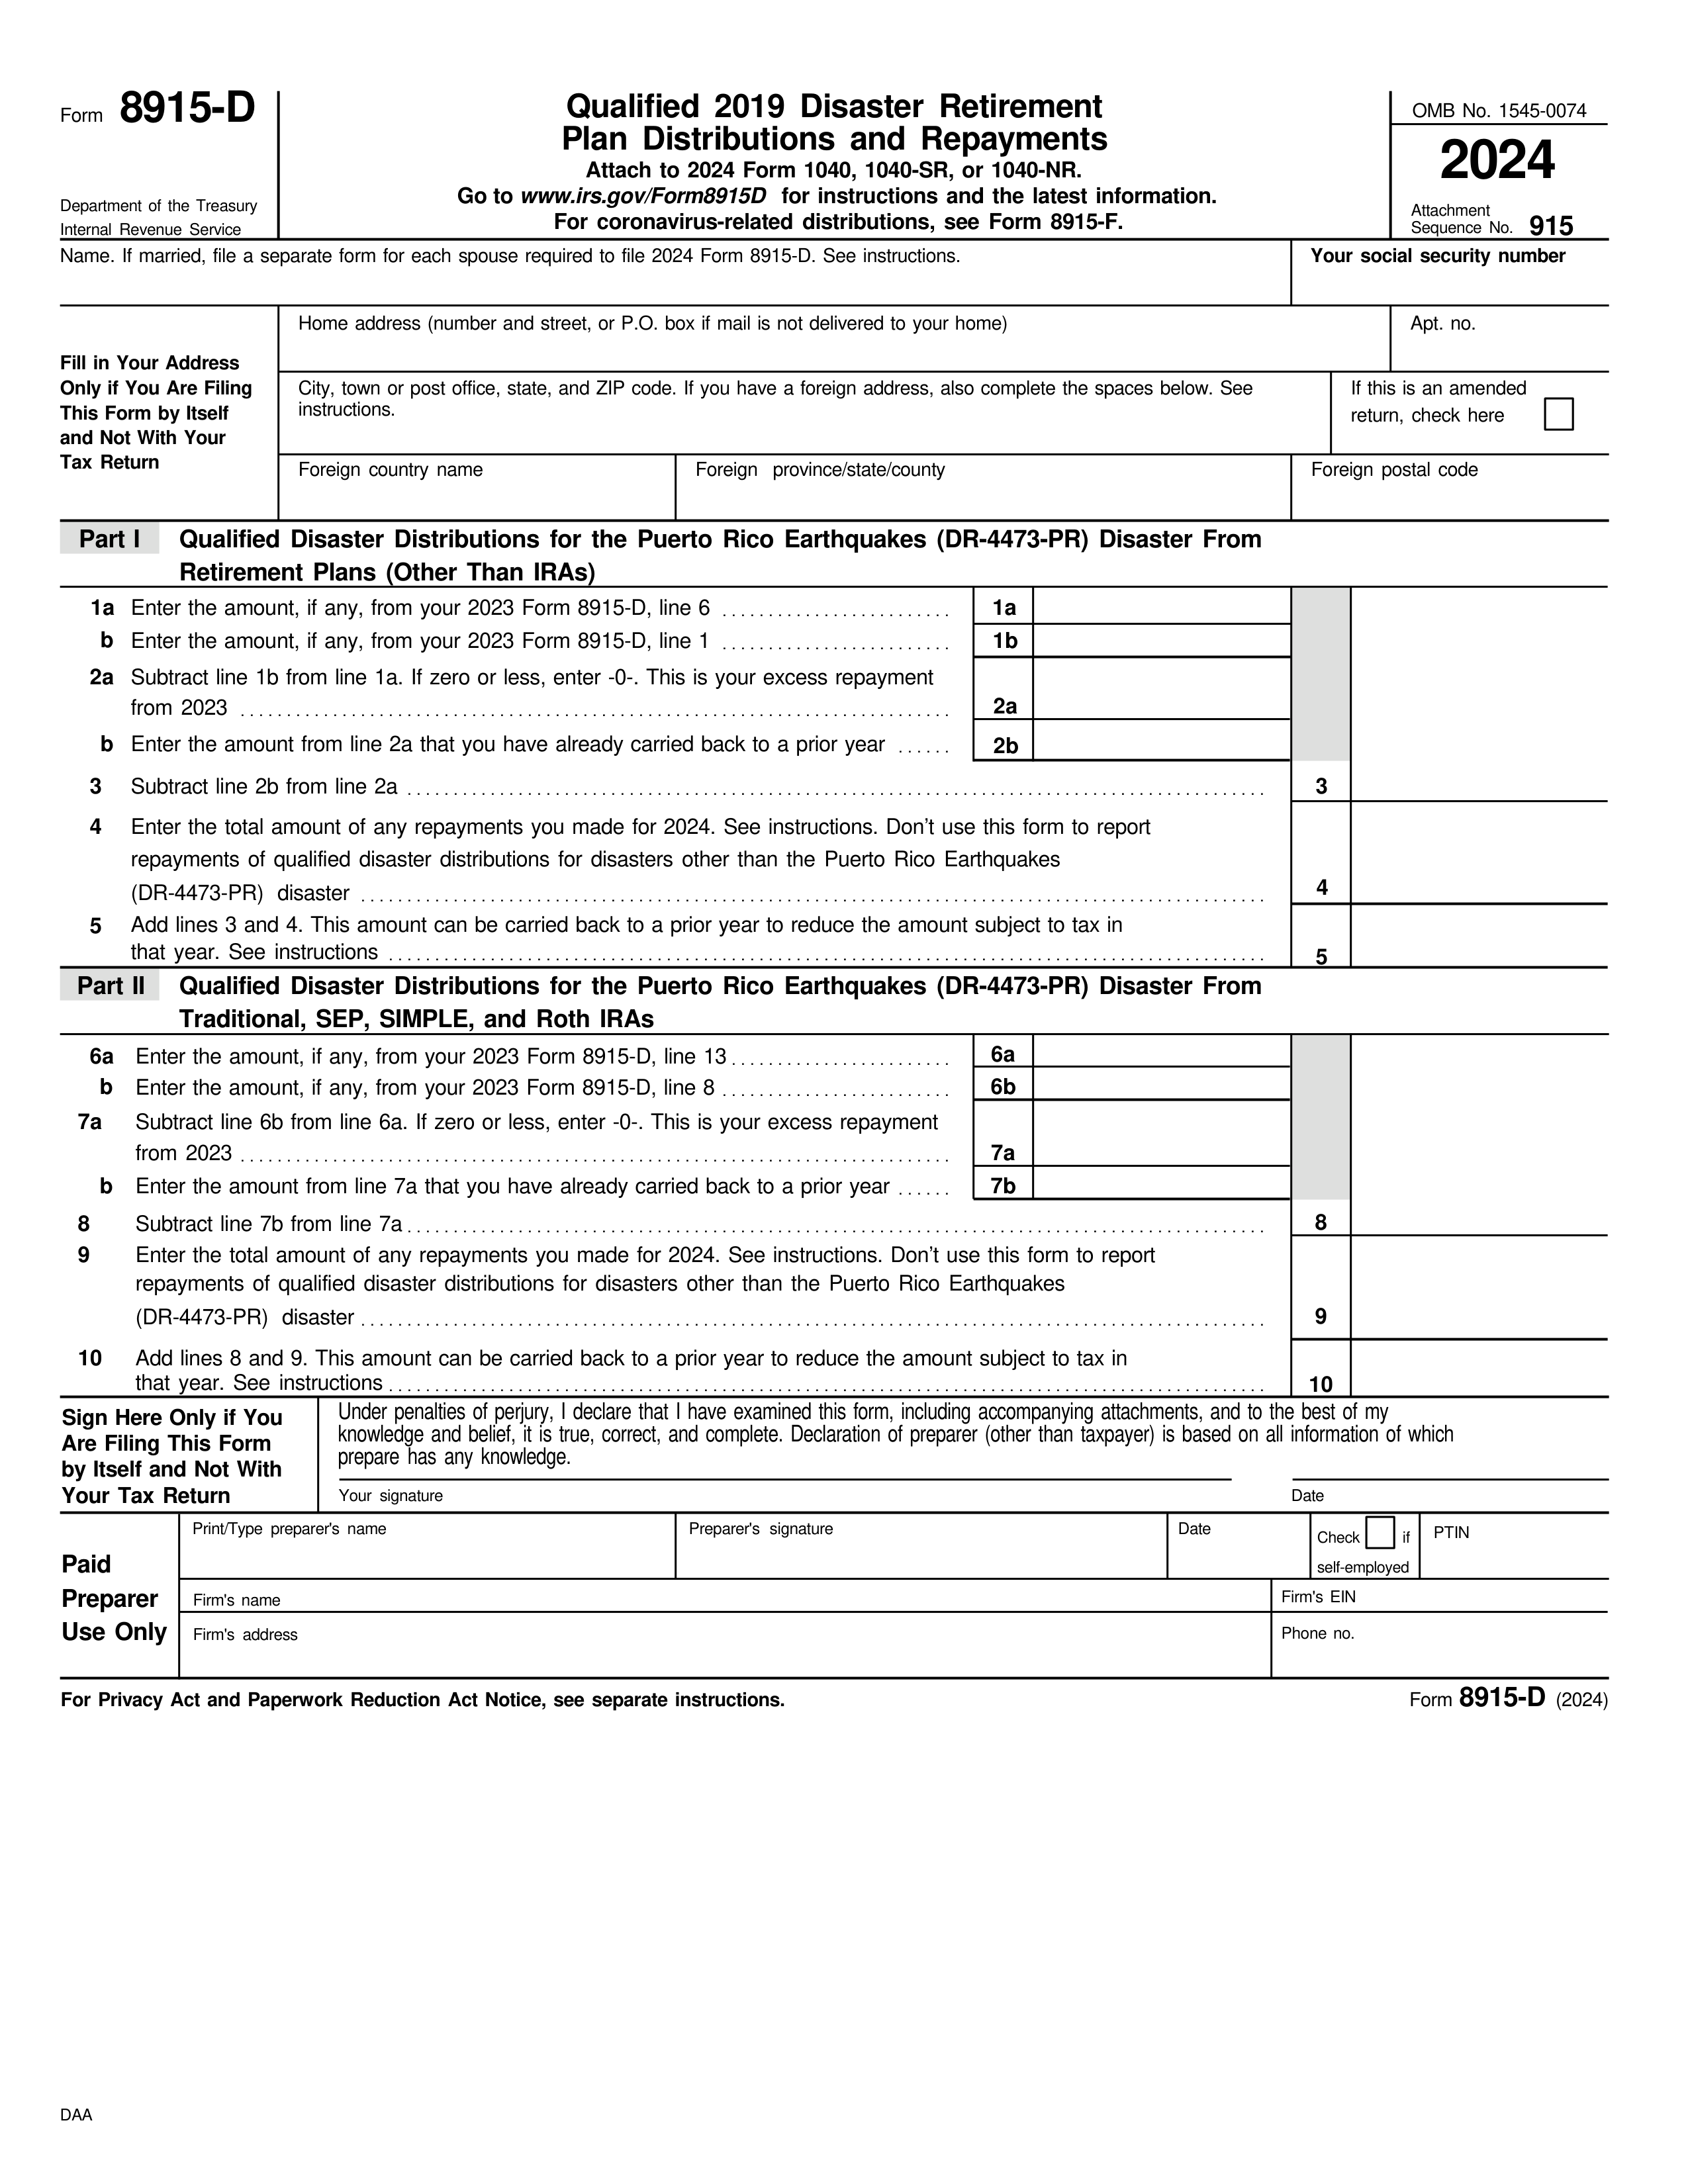 Form 8915-D
Department of the Treasury
Internal Revenue Service
Qualified 2019 Disaster Retirement
Plan Distributions and Repayments
Attach to 2024 Form 1040, 1040-SR, or 1040-NR.
Go to www.irs.gov/Form8915D for instructions and the latest information.
For coronavirus-related distributions, see Form 8915-F.
OMB No. 1545-0074
2024
Attachment
Sequence No. 915
Name. If married, file a separate form for each spouse required to file 2024 Form 8915-D. See instructions.
Your social security number
Fill in Your Address
Only if You Are Filing
This Form by Itself
and Not With Your
Tax Return
Home address (number and street, or P.O. box if mail is not delivered to your home)
Apt. no.
City, town or post office, state, and ZIP code. If you have a foreign address, also complete the spaces below. See
instructions.
If this is an amended
return, check here
Foreign country name
Foreign province/state/county
Foreign postal code
Part I Qualified Disaster Distributions for the Puerto Rico Earthquakes (DR-4473-PR) Disaster From
Retirement Plans (Other Than IRAs)
1a Enter the amount, if any, from your 2023 Form 8915-D, line 6 1a
b Enter the amount, if any, from your 2023 Form 8915-D, line 1 1b
2a Subtract line 1b from line 1a. If zero or less, enter -0-. This is your excess repayment
from 2023 2a
b Enter the amount from line 2a that you have already carried back to a prior year 2b
3 Subtract line 2b from line 2a 3
4 Enter the total amount of any repayments you made for 2024. See instructions. Don’t use this form to report
repayments of qualified disaster distributions for disasters other than the Puerto Rico Earthquakes
(DR-4473-PR) disaster 4
5 Add lines 3 and 4. This amount can be carried back to a prior year to reduce the amount subject to tax in
that year. See instructions 5
Part II Qualified Disaster Distributions for the Puerto Rico Earthquakes (DR-4473-PR) Disaster From
Traditional, SEP, SIMPLE, and Roth IRAs
6a Enter the amount, if any, from your 2023 Form 8915-D, line 13 6a
b Enter the amount, if any, from your 2023 Form 8915-D, line 8 6b
7a Subtract line 6b from line 6a. If zero or less, enter -0-. This is your excess repayment
from 2023 7a
b Enter the amount from line 7a that you have already carried back to a prior year 7b
8 Subtract line 7b from line 7a 8
9 Enter the total amount of any repayments you made for 2024. See instructions. Don’t use this form to report
repayments of qualified disaster distributions for disasters other than the Puerto Rico Earthquakes
(DR-4473-PR) disaster 9
10 Add lines 8 and 9. This amount can be carried back to a prior year to reduce the amount subject to tax in
that year. See instructions 10
Sign Here Only if You
Are Filing This Form
by Itself and Not With
Your Tax Return
Under penalties of perjury, I declare that I have examined this form, including accompanying attachments, and to the best of my
knowledge and belief, it is true, correct, and complete. Declaration of preparer (other than taxpayer) is based on all information of which
prepare has any knowledge.
Your signature
Date
Paid
Preparer
Use Only
Print/Type preparer's name
Preparer's signature
Date
Check if
self-employed
PTIN
Firm's name
Firm's EIN
Firm's address
Phone no.
For Privacy Act and Paperwork Reduction Act Notice, see separate instructions.
Form 8915-D (2024)
DAA